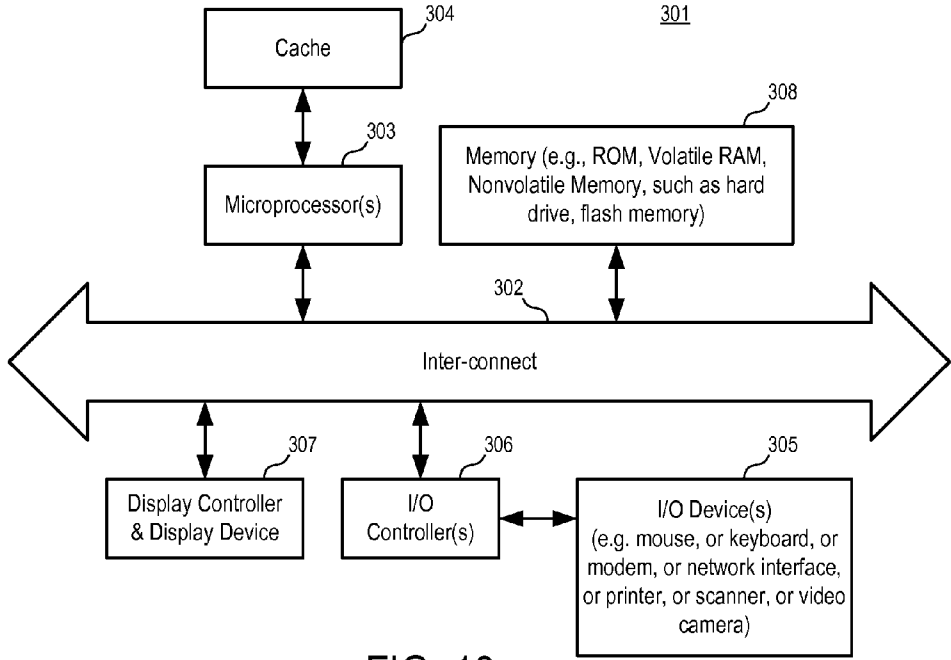 304
301
Cache
308
303
Memory (e.g., ROM, Volatile RAM,
Nonvolatile Memory, such as hard
drive, flash memory)
Microprocessor(s)
302
Inter-connect
307
306
305
Display Controller
& Display Device
I/O
Controller(s)
I/O Device(s)
(e.g. mouse, or keyboard, or
modem, or network interface,
or printer, or scanner, or video
camera)